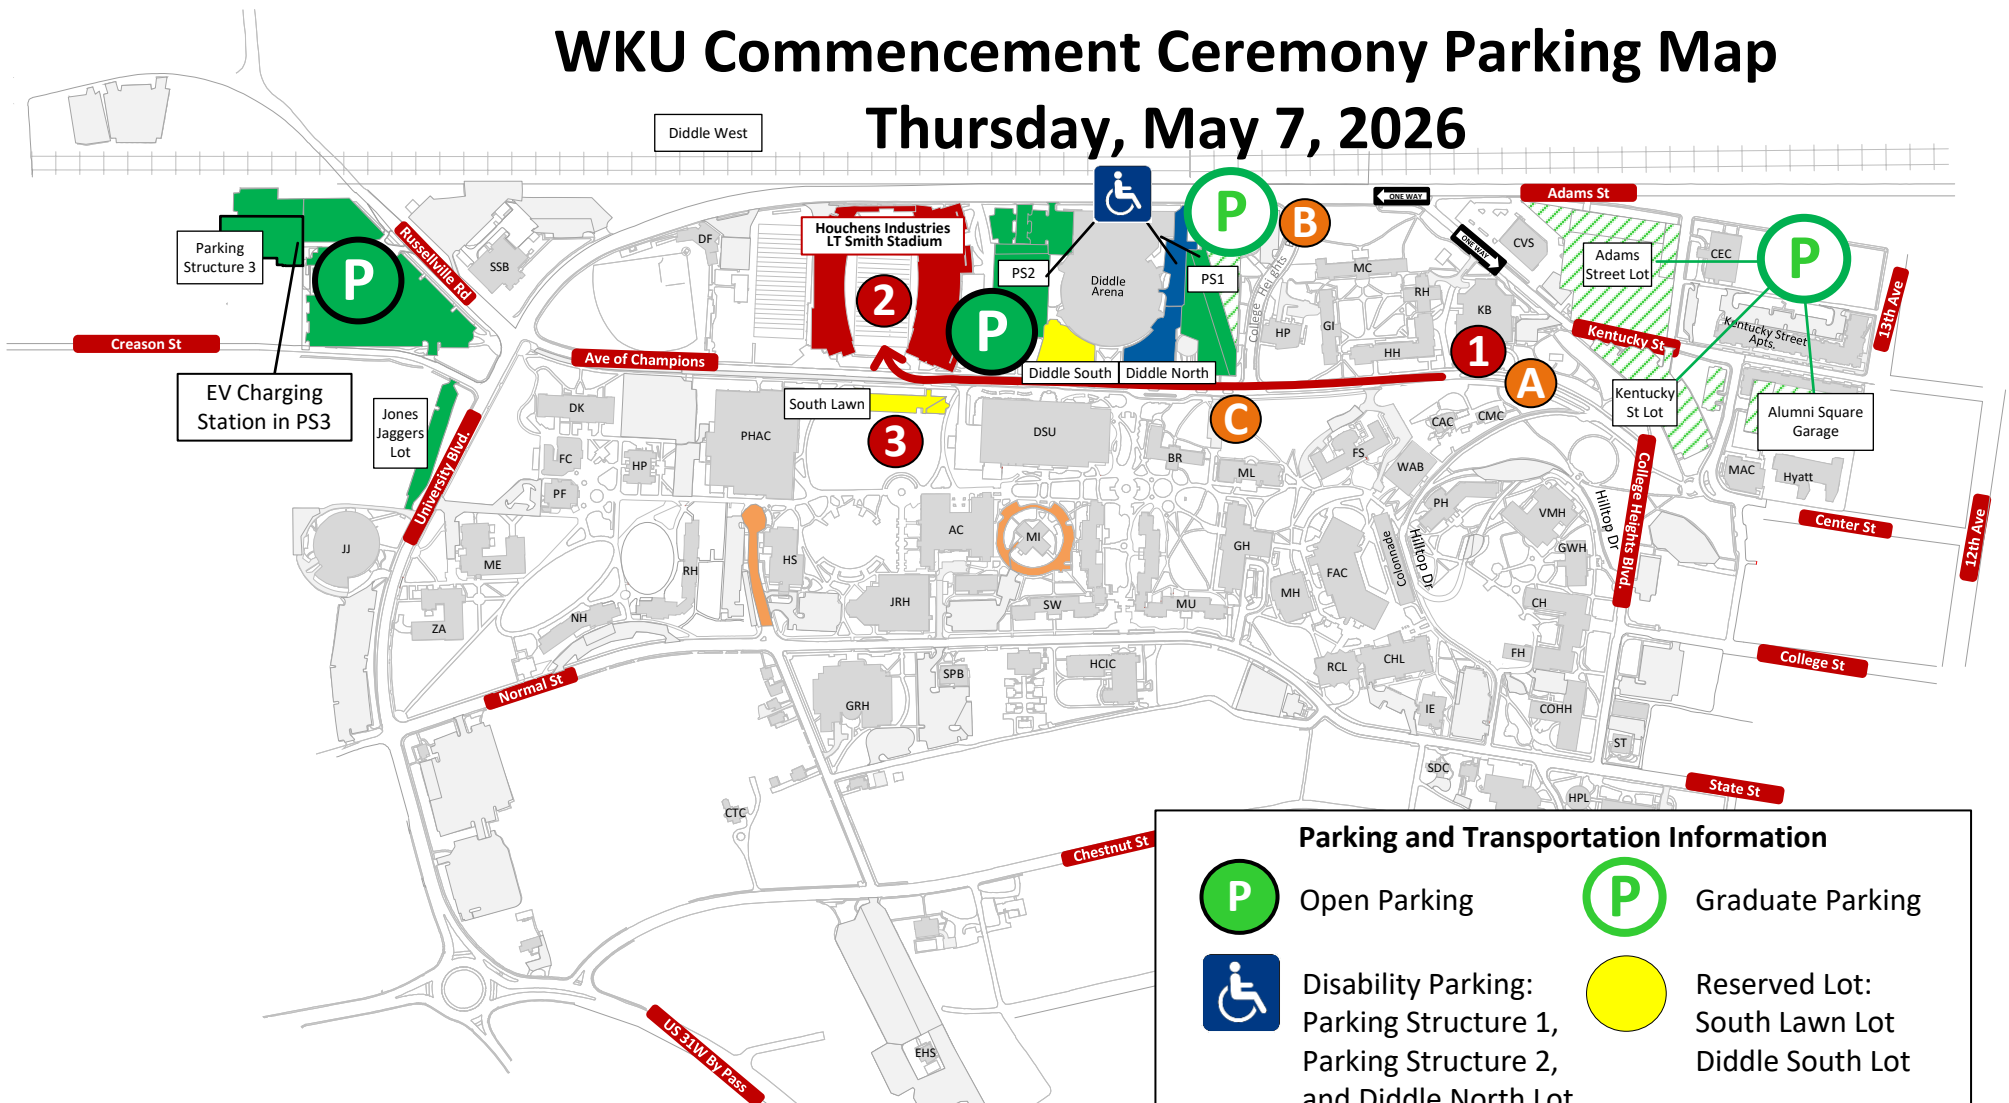 WKU Commencement Ceremony Parking Map
Thursday, May 7, 2026
Diddle West
Adams St
ONE WAY
ONE WAY
Parking
Structure 3
Russellville Rd
SSB
DF
Houchens Industries
LT Smith Stadium
2
P
P
PS2
Diddle
Arena
PS1
P
B
College Heights
MC
RH
GI
HP
HH
KB
1
A
CVS
Adams
Street Lot
CEC
P
13th Ave
Kentucky St
Kentucky Street
Apts.
Creason St
Ave of Champions
Diddle South
Diddle North
EV Charging
Station in PS3
Jones
Jaggers
Lot
University Blvd.
DK
South Lawn
3
PHAC
DSU
C
CAC
CMC
Kentucky
St Lot
Alumni Square
Garage
FC
HP
PF
BR
ML
FS
WAB
MAC
Hyatt
College Heights Blvd.
Hilltop Dr
Center St
12th Ave
JJ
ME
RH
HS
AC
MI
GH
PH
VMH
GWH
Colonnade
Hilltop Dr
FAC
ZA
NH
JRH
SW
MU
MH
CH
FH
College St
Normal St
GRH
SPB
HCIC
RCL
CHL
IE
COHH
ST
SDC
HPL
State St
CTC
Chestnut St
EHS
US 31W By Pass
Parking and Transportation Information
P
Open Parking
P
Graduate Parking
Disability Parking:
Parking Structure 1,
Parking Structure 2,
and Diddle North Lot
Reserved Lot:
South Lawn Lot
Diddle South Lot